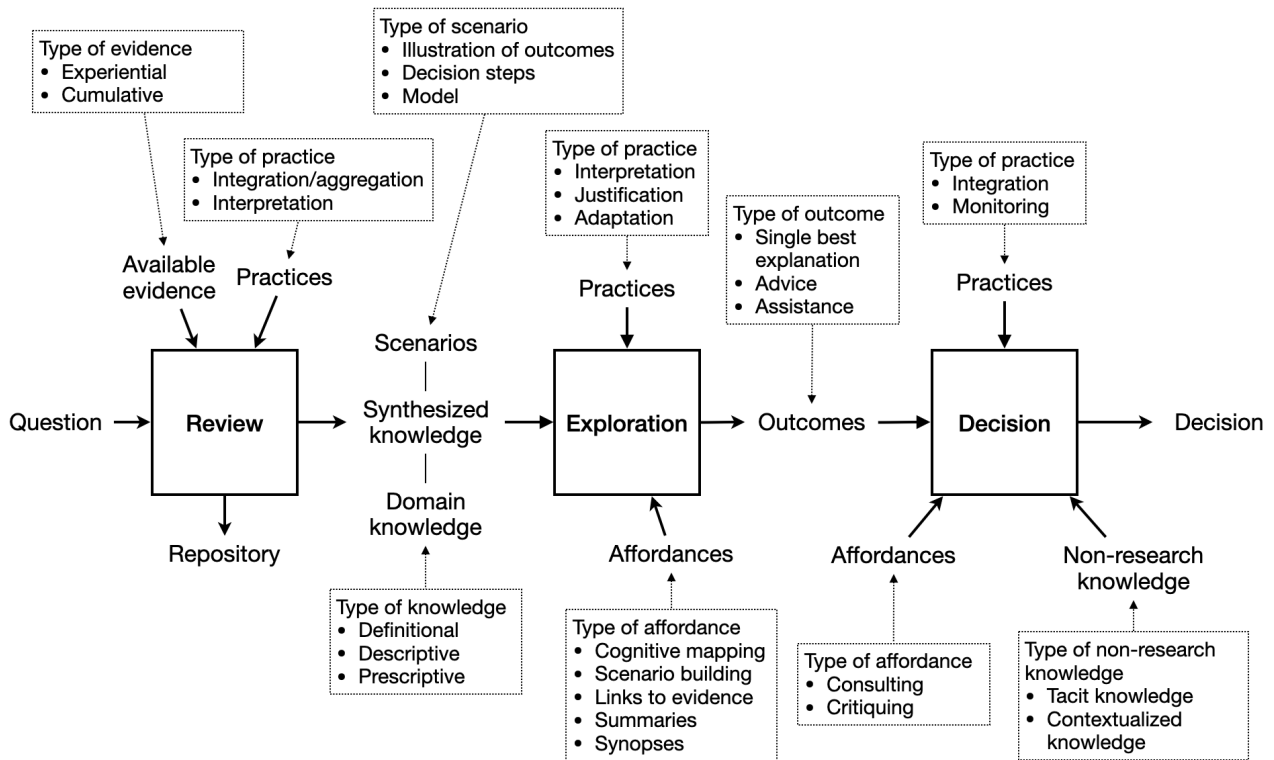 Type of evidence
• Experiential
• Cumulative
Type of scenario
• Illustration of outcomes
• Decision steps
• Model
Type of practice
• Integration/aggregation
• Interpretation
Type of practice
• Interpretation
• Justification
• Adaptation
Type of outcome
• Single best
explanation
• Advice
• Assistance
Type of practice
• Integration
• Monitoring
Available
evidence
Practices
Scenarios
Practices
Practices
Question
Review
Synthesized
knowledge
Exploration
Outcomes
Decision
Decision
Repository
Domain
knowledge
Affordances
Affordances
Non-research
knowledge
Type of knowledge
• Definitional
• Descriptive
• Prescriptive
Type of affordance
• Cognitive mapping
• Scenario building
• Links to evidence
• Summaries
• Synopses
Type of affordance
• Consulting
• Critiquing
Type of non-research
knowledge
• Tacit knowledge
• Contextualized
knowledge